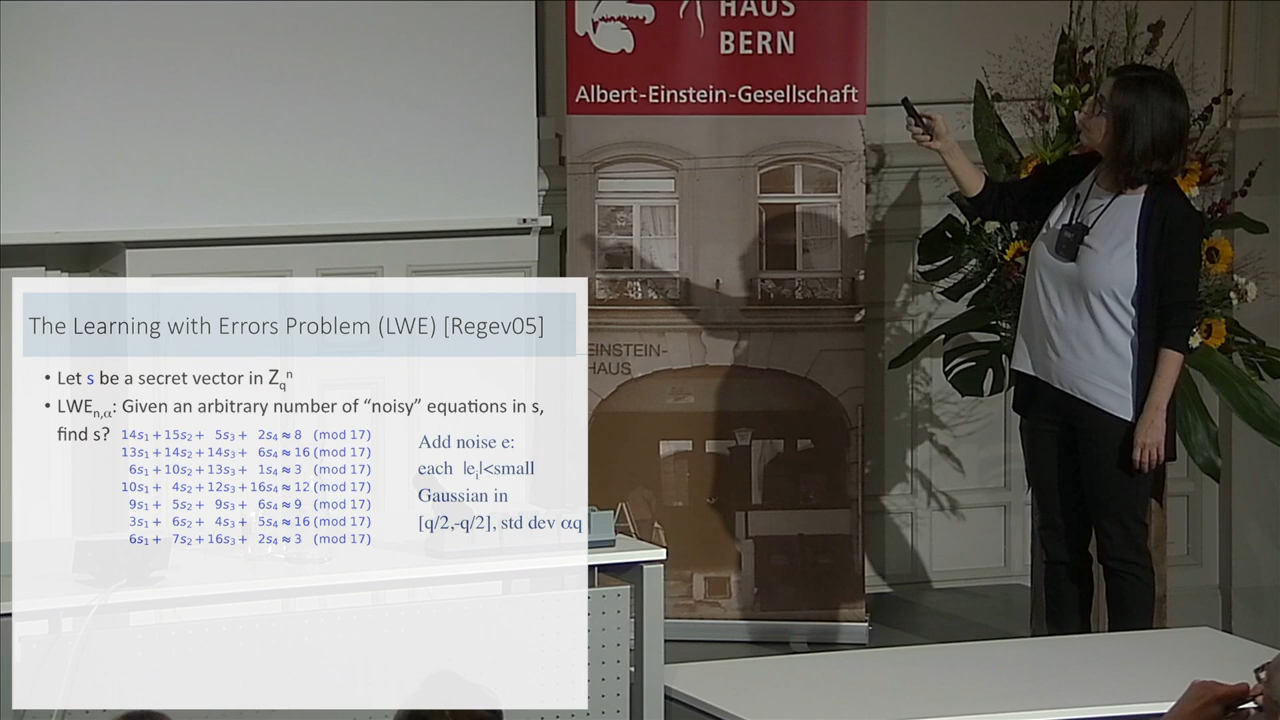 HAUS
BERN
Albert-Einstein-Gesellschaft
EINSTEIN-
HAUS
The Learning with Errors Problem (LWE) [Regev05]
• Let s be a secret vector in Zqⁿ
• LWEn,α: Given an arbitrary number of “noisy” equations in s,
find s?
14s₁ + 15s₂ + 5s₃ + 2s₄ ≈ 8 (mod 17)
13s₁ + 14s₂ + 14s₃ + 6s₄ ≈ 16 (mod 17)
6s₁ + 10s₂ + 13s₃ + 1s₄ ≈ 3 (mod 17)
10s₁ + 4s₂ + 12s₃ + 16s₄ ≈ 12 (mod 17)
9s₁ + 5s₂ + 9s₃ + 6s₄ ≈ 9 (mod 17)
3s₁ + 6s₂ + 4s₃ + 5s₄ ≈ 16 (mod 17)
6s₁ + 7s₂ + 16s₃ + 2s₄ ≈ 3 (mod 17)
Add noise e:
each |eᵢ|<small
Gaussian in
[q/2,-q/2], std dev αq